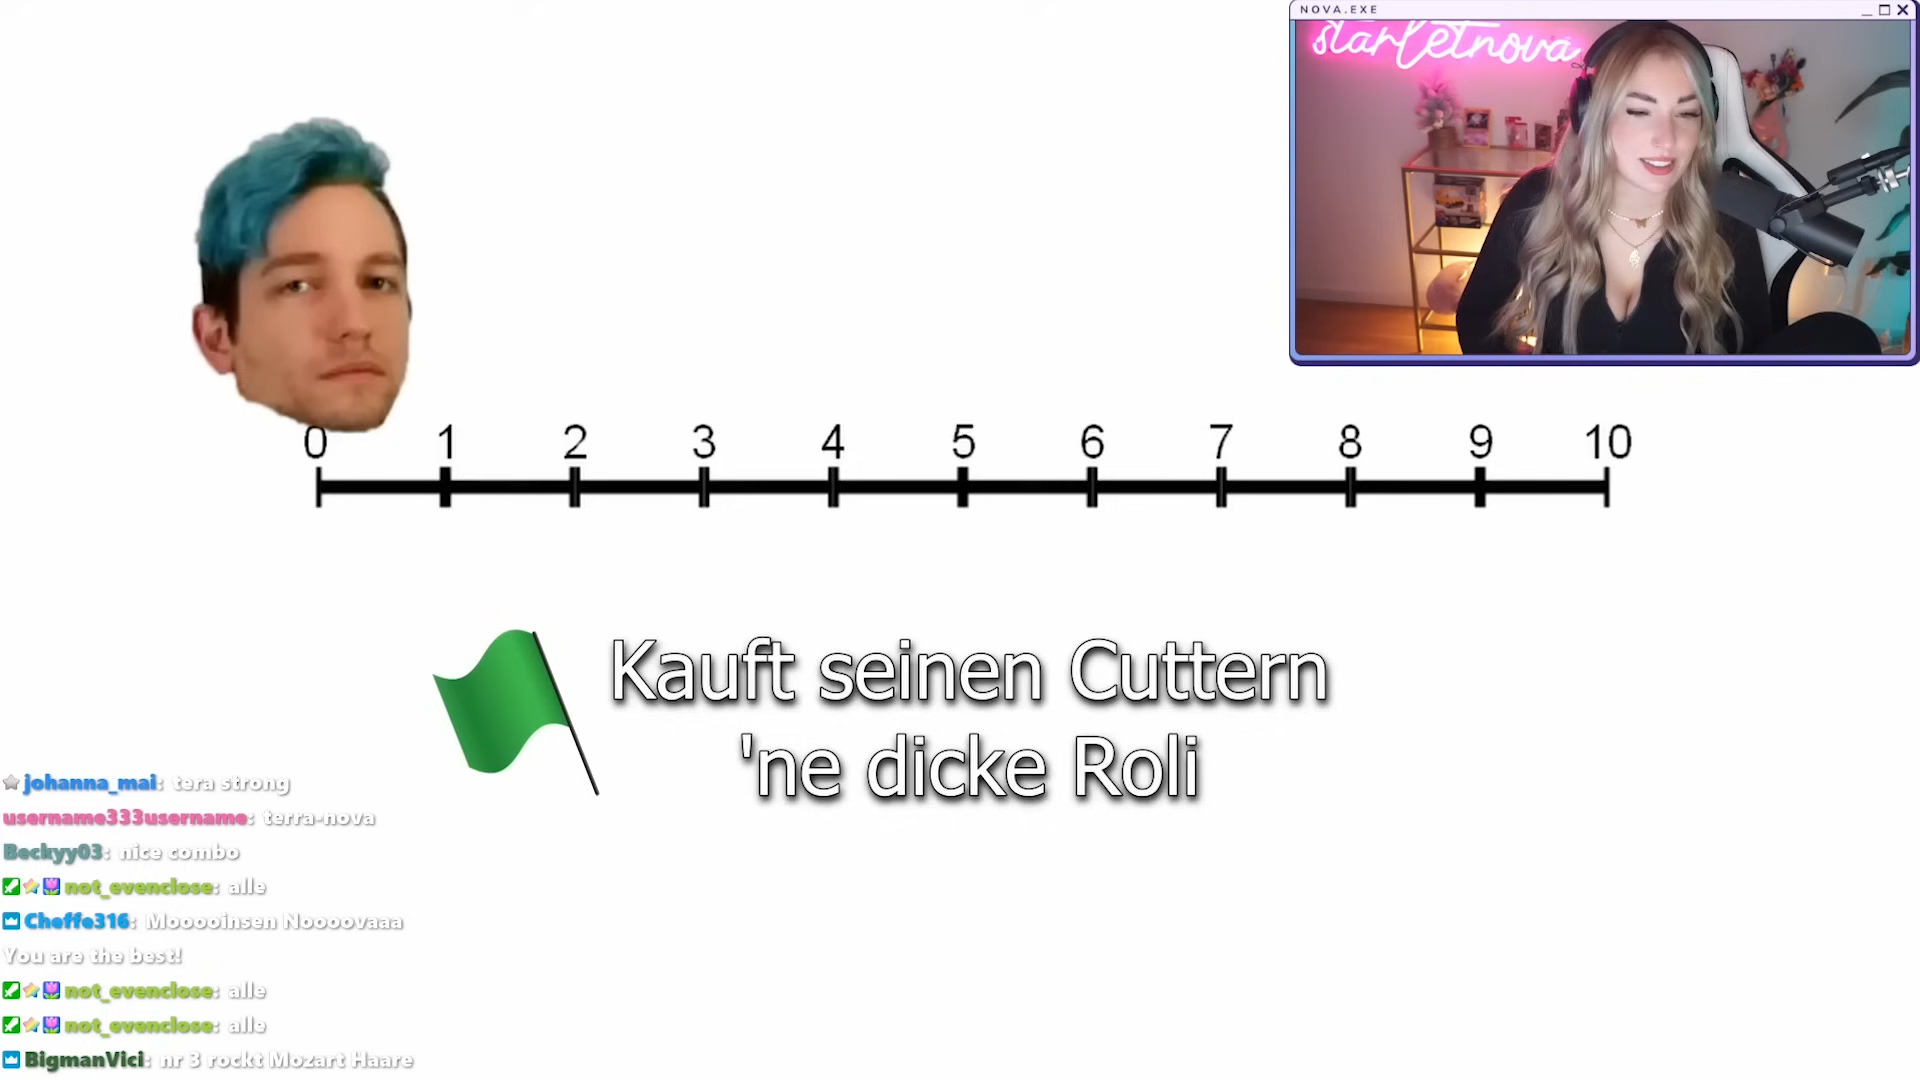 NOVA.EXE
starletnova
0 1 2 3 4 5 6 7 8 9 10
Kauft seinen Cuttern
'ne dicke Roli
johanna_mai: tera strong
username333username: terra-nova
Beckyy03: nice combo
not_evenclose: alle
Cheffe316: Mooooinsen Noooovaaa
You are the best!
not_evenclose: alle
not_evenclose: alle
BigmanVici: nr 3 rockt Mozart Haare